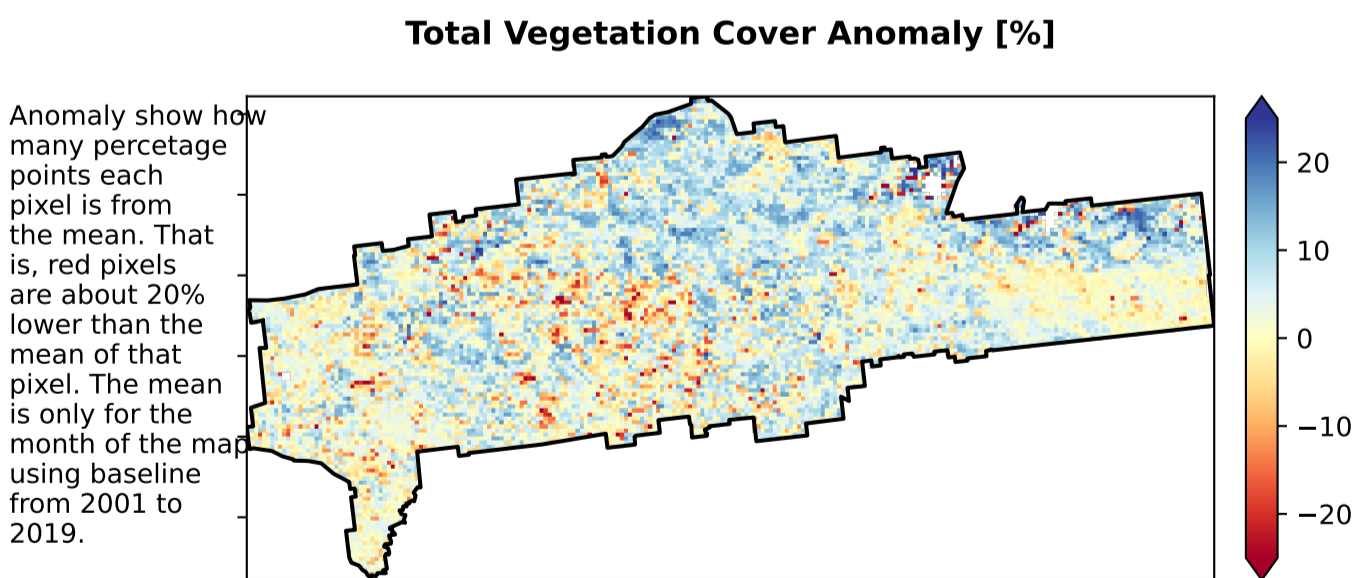 Total Vegetation Cover Anomaly [%]
Anomaly show how
many percetage
points each
pixel is from
the mean. That
is, red pixels
are about 20%
lower than the
mean of that
pixel. The mean
is only for the
month of the map
using baseline
from 2001 to
2019.
20
10
0
−10
−20